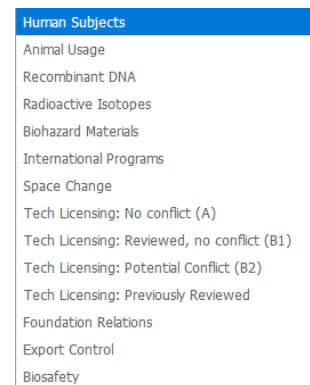 Human Subjects
Animal Usage
Recombinant DNA
Radioactive Isotopes
Biohazard Materials
International Programs
Space Change
Tech Licensing: No conflict (A)
Tech Licensing: Reviewed, no conflict (B1)
Tech Licensing: Potential Conflict (B2)
Tech Licensing: Previously Reviewed
Foundation Relations
Export Control
Biosafety